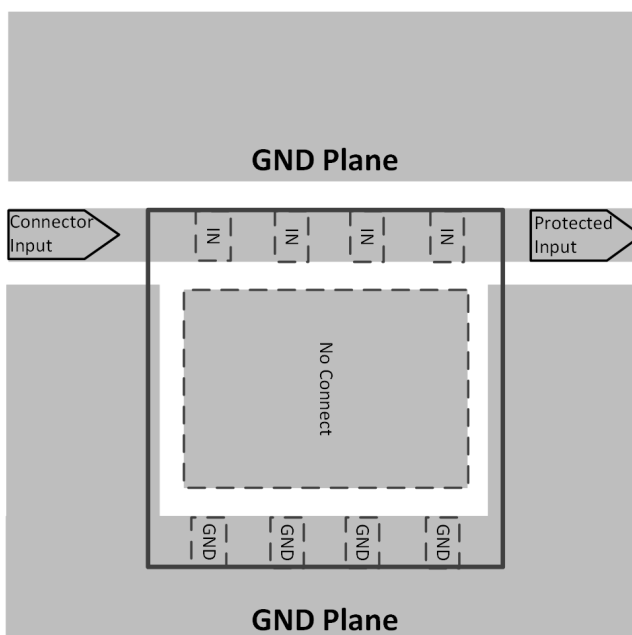 GND Plane
Connector
Input
IN
IN
IN
IN
Protected
Input
No Connect
GND
GND
GND
GND
GND Plane